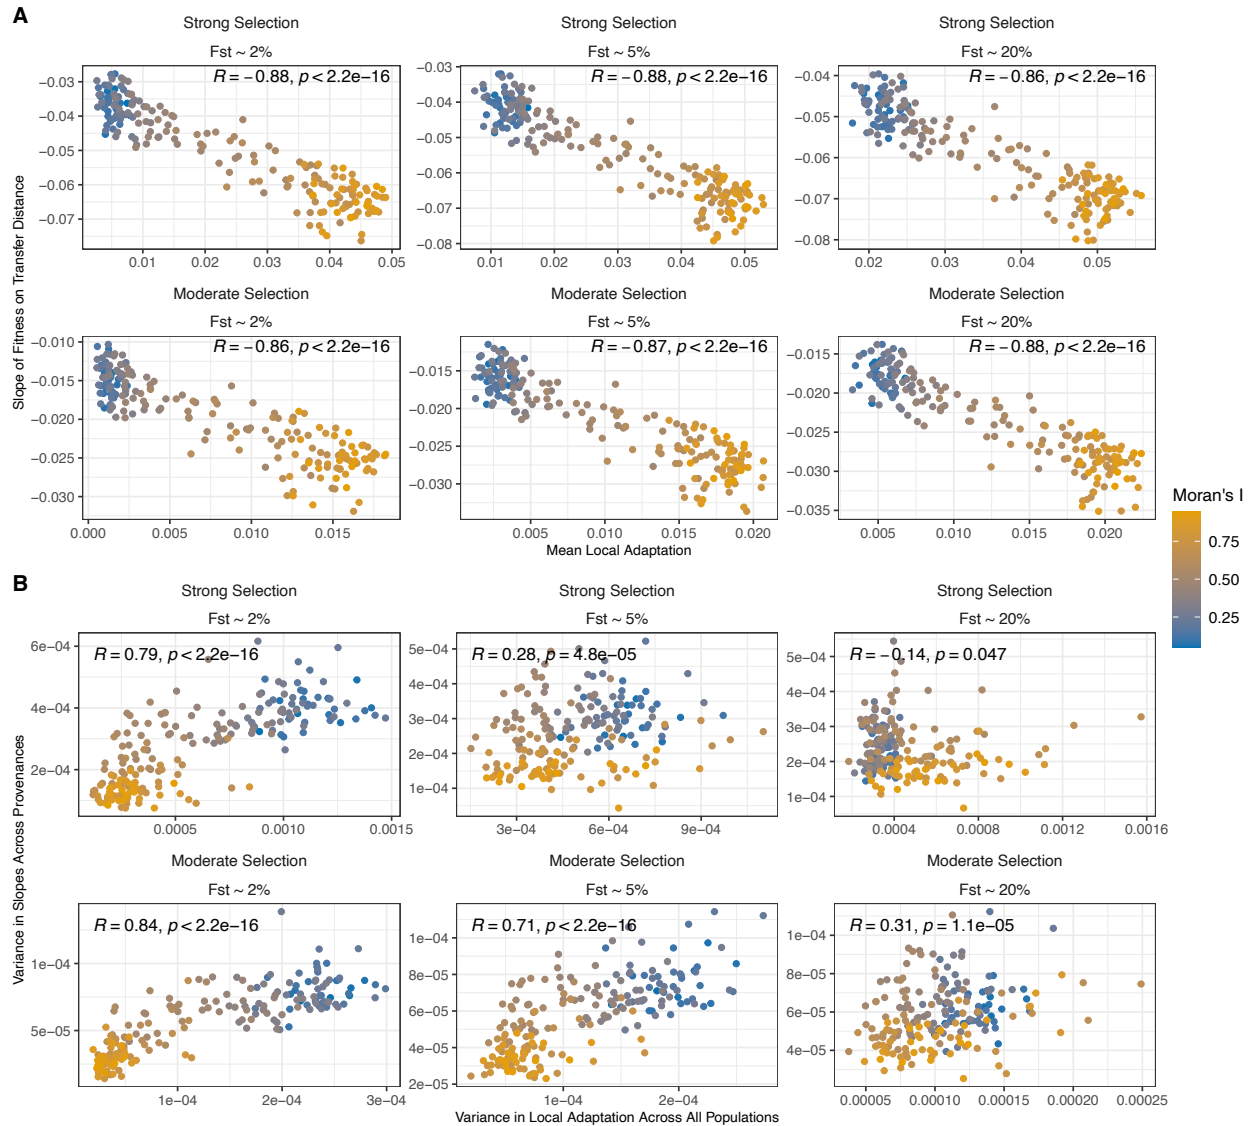 A
Strong Selection
Strong Selection
Strong Selection
Fst ~ 2%
Fst ~ 5%
Fst ~ 20%
R = −0.88, p < 2.2e−16
R = −0.88, p < 2.2e−16
R = −0.86, p < 2.2e−16
−0.03
−0.04
−0.05
−0.06
−0.07
−0.03
−0.04
−0.05
−0.06
−0.07
−0.08
−0.04
−0.05
−0.06
−0.07
−0.08
0.01 0.02 0.03 0.04 0.05
0.01 0.02 0.03 0.04 0.05
0.02 0.03 0.04 0.05
Slope of Fitness on Transfer Distance
Moderate Selection
Moderate Selection
Moderate Selection
Fst ~ 2%
Fst ~ 5%
Fst ~ 20%
R = −0.86, p < 2.2e−16
R = −0.87, p < 2.2e−16
R = −0.88, p < 2.2e−16
−0.010
−0.015
−0.020
−0.025
−0.030
−0.015
−0.020
−0.025
−0.030
−0.015
−0.020
−0.025
−0.030
−0.035
0.000 0.005 0.010 0.015
0.005 0.010 0.015 0.020
0.005 0.010 0.015 0.020
Mean Local Adaptation
Moran's I
0.75
0.50
0.25
B
Strong Selection
Strong Selection
Strong Selection
Fst ~ 2%
Fst ~ 5%
Fst ~ 20%
R = 0.79, p < 2.2e−16
R = 0.28, p = 4.8e−05
R = −0.14, p = 0.047
6e−04
4e−04
2e−04
5e−04
4e−04
3e−04
2e−04
1e−04
5e−04
4e−04
3e−04
2e−04
1e−04
0.0005 0.0010 0.0015
3e−04 6e−04 9e−04
0.0004 0.0008 0.0012 0.0016
Variance in Slopes Across Provenances
Moderate Selection
Moderate Selection
Moderate Selection
Fst ~ 2%
Fst ~ 5%
Fst ~ 20%
R = 0.84, p < 2.2e−16
R = 0.71, p < 2.2e−16
R = 0.31, p = 1.1e−05
1e−04
5e−05
1e−04
8e−05
6e−05
4e−05
2e−05
1e−04
8e−05
6e−05
4e−05
1e−04 2e−04 3e−04
1e−04 2e−04
0.00005 0.00010 0.00015 0.00020 0.00025
Variance in Local Adaptation Across All Populations